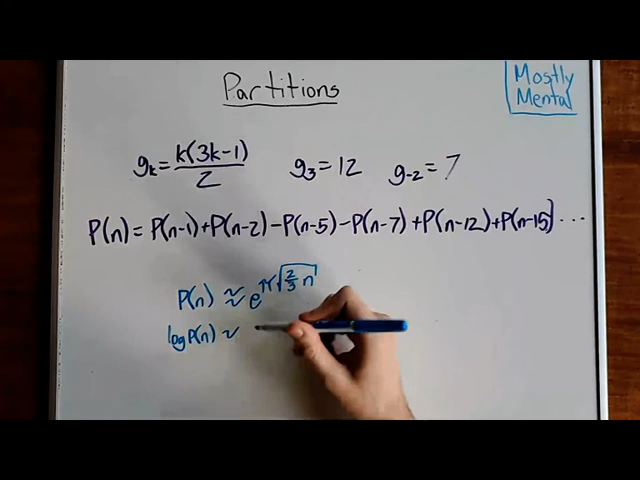 Partitions
Mostly
Mental
g_k = k(3k-1)/2 g_3 = 12 g_-2 = 7
P(n) = P(n-1) + P(n-2) - P(n-5) - P(n-7) + P(n-12) + P(n-15) ...
P(n) ≈ e^π√(2/3 n)
log P(n) ~